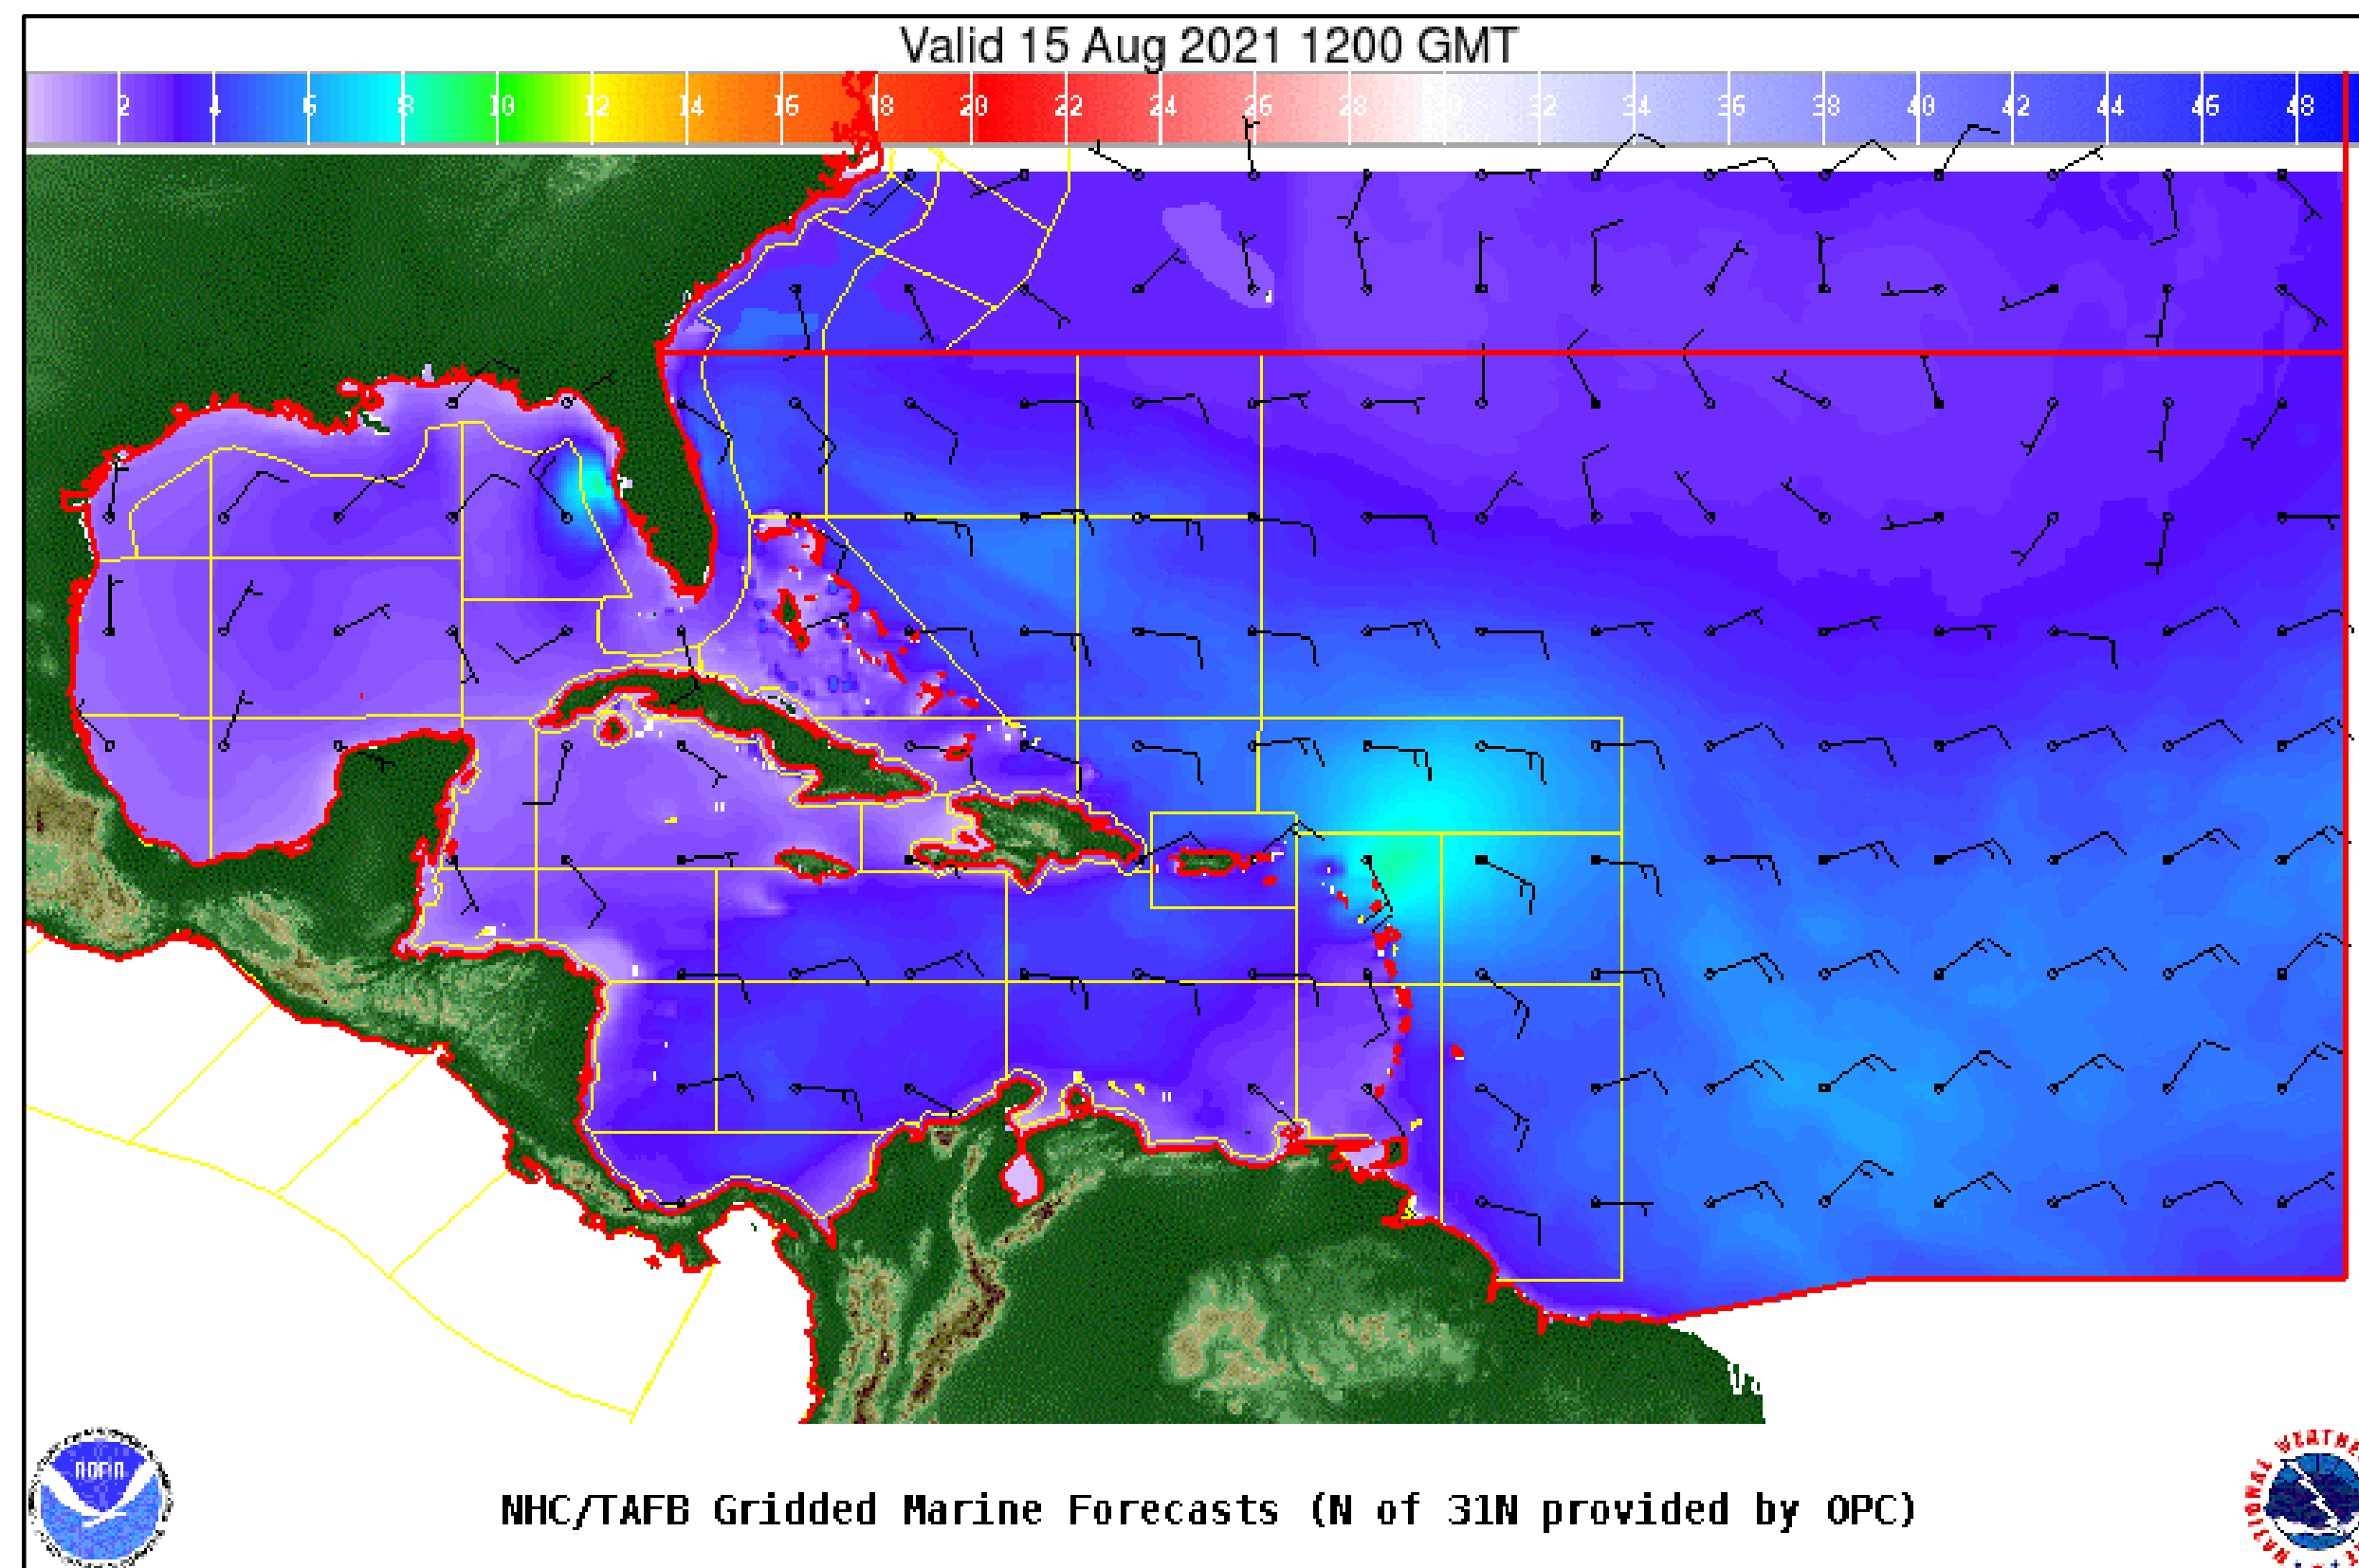 Valid 15 Aug 2021 1200 GMT
2 4 6 8 10 12 14 16 18 20 22 24 26 28 30 32 34 36 38 40 42 44 46 48
NOAA
NATIONAL WEATHER
NHC/TAFB Gridded Marine Forecasts (N of 31N provided by OPC)